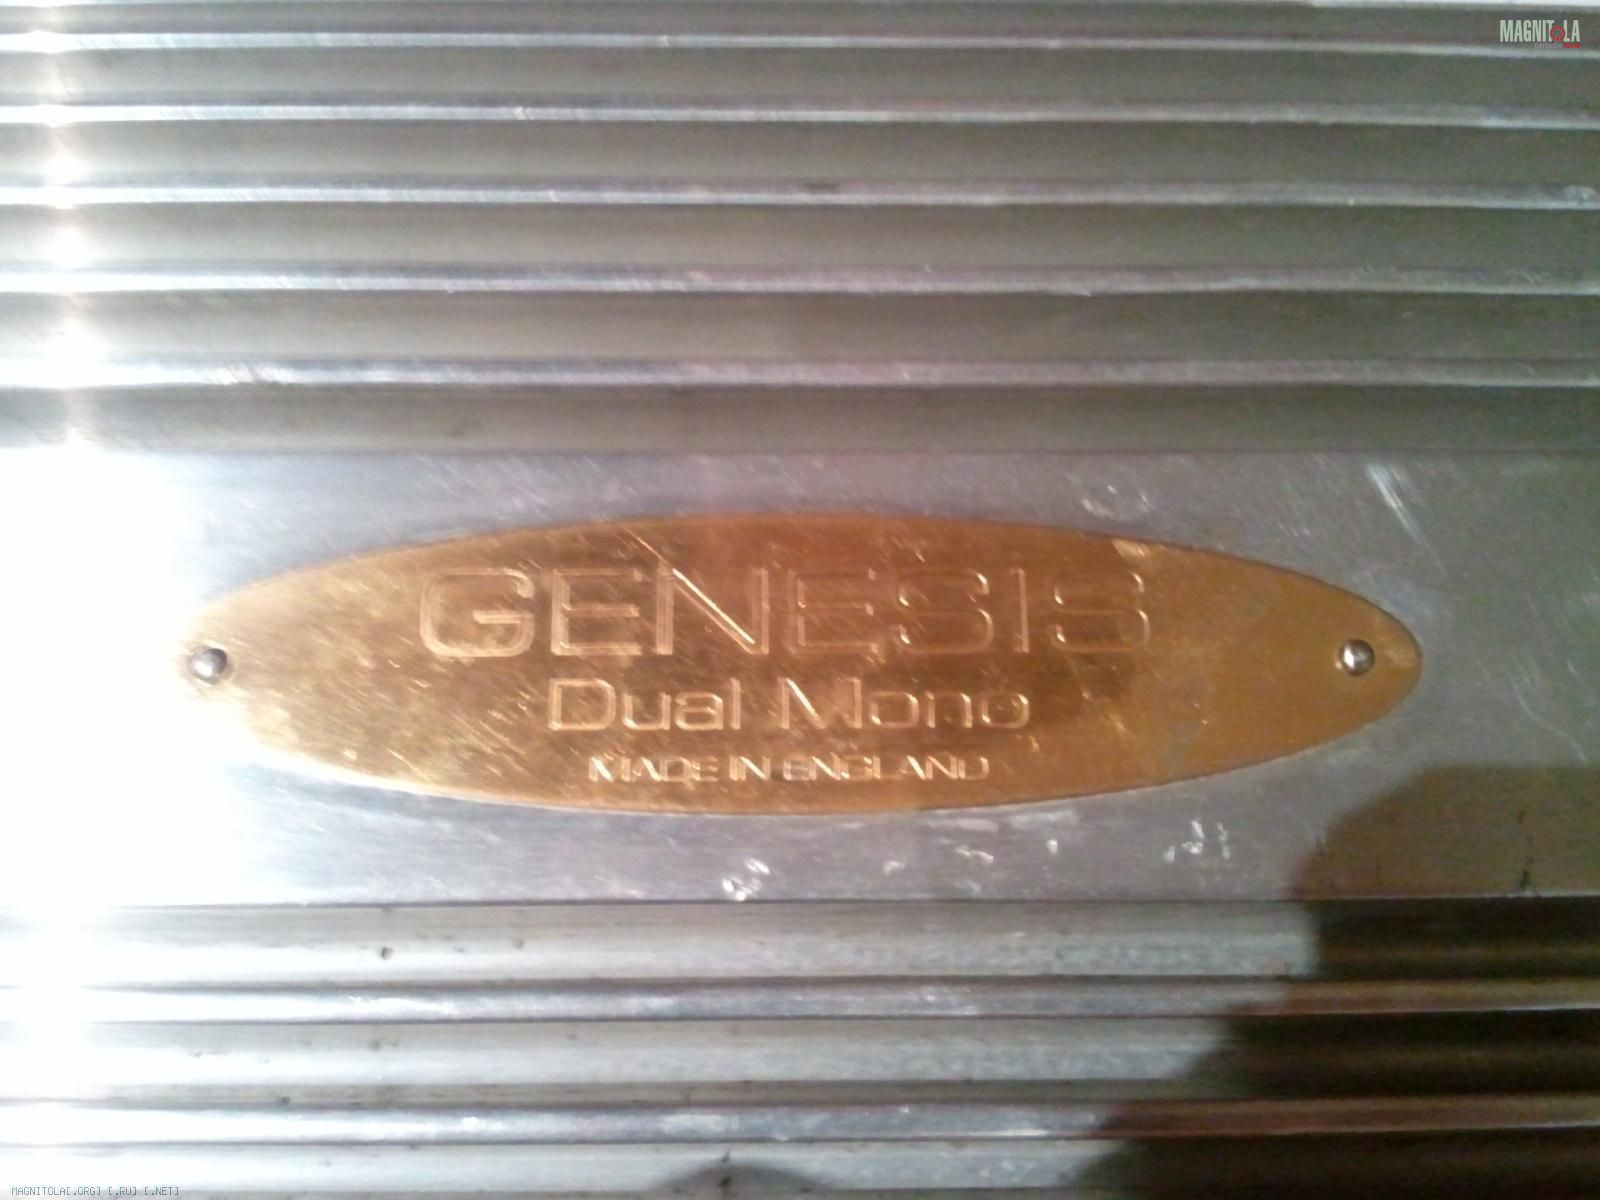 MAGNITOLA
GENESIS
Dual Mono
MADE IN ENGLAND
MAGNITOLA[.ORG] [.RU] [.NET]